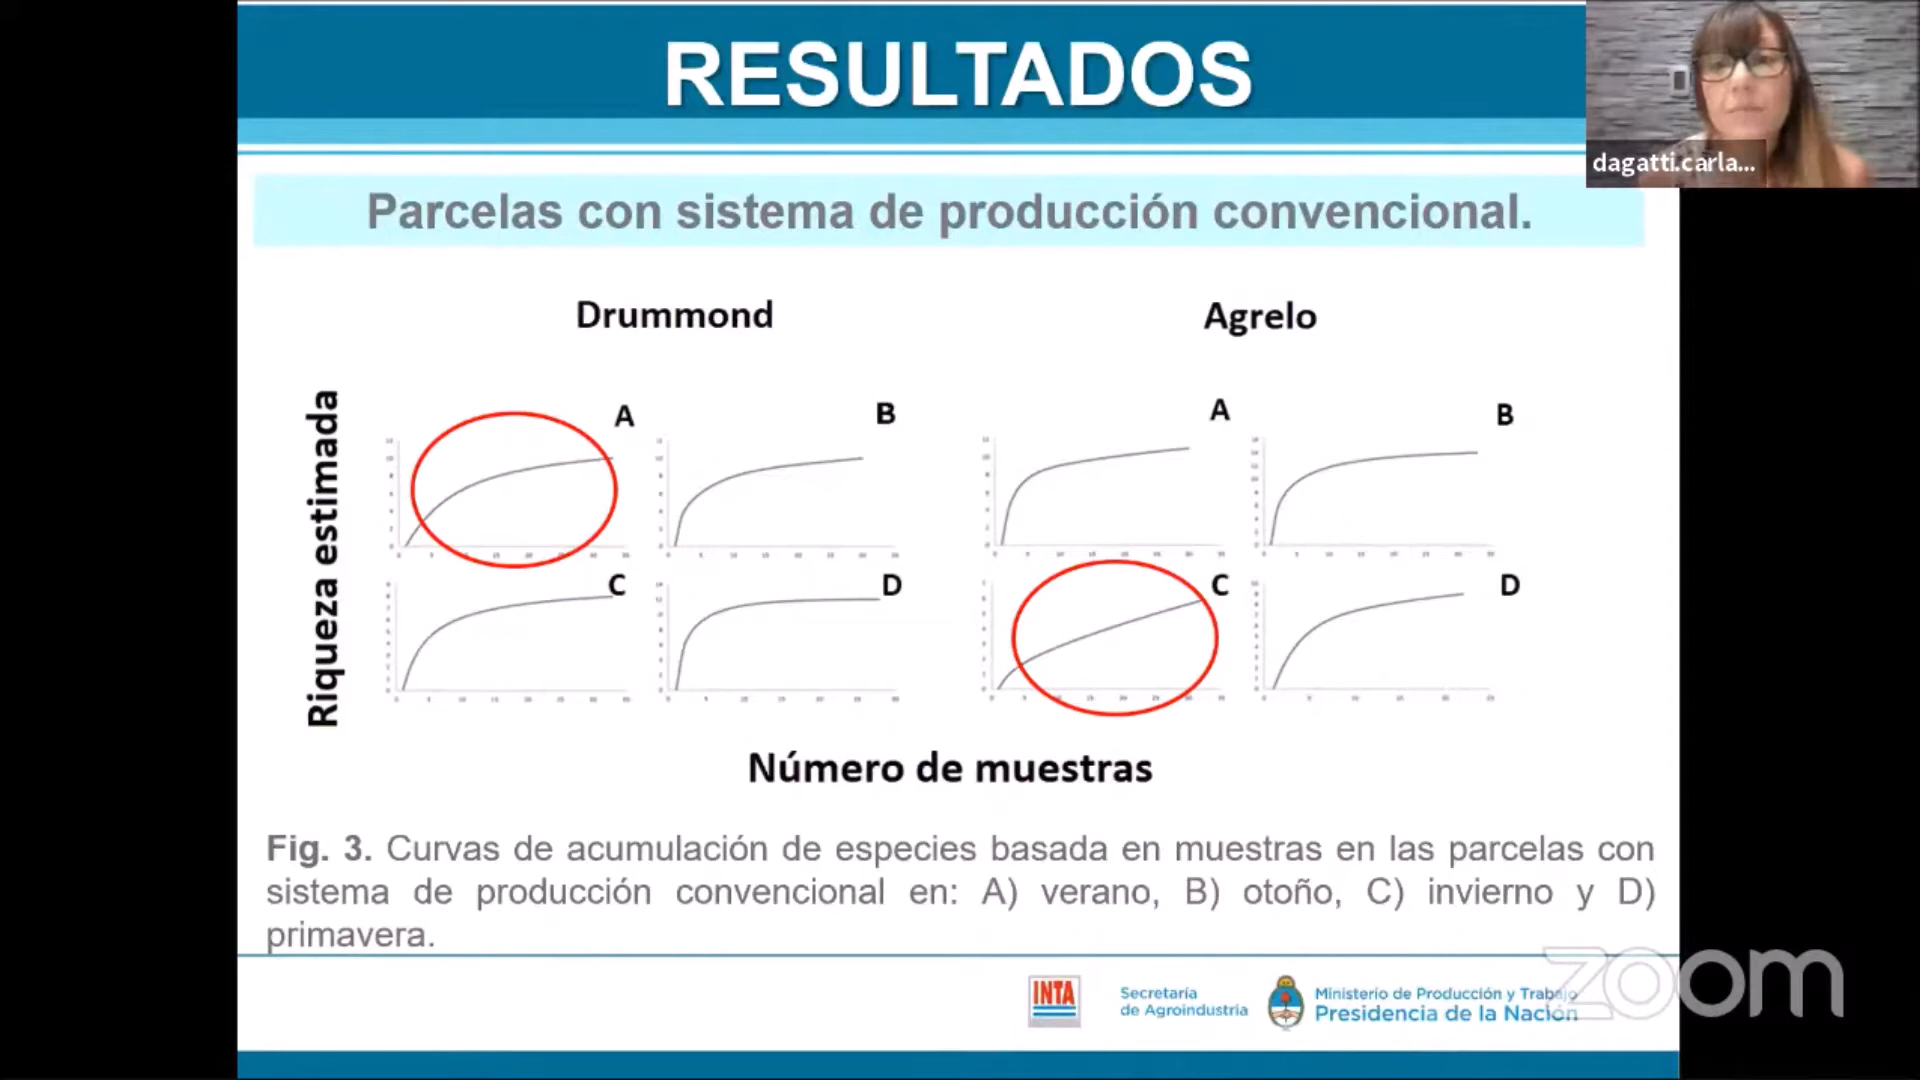 RESULTADOS
dagatti.carla...
Parcelas con sistema de producción convencional.
Drummond
Agrelo
Riqueza estimada
A
B
A
B
C
D
C
D
Número de muestras
Fig. 3. Curvas de acumulación de especies basada en muestras en las parcelas con
sistema de producción convencional en: A) verano, B) otoño, C) invierno y D)
primavera.
INTA
Secretaría
de Agroindustria
Ministerio de Producción y Trabajo
Presidencia de la Nación
zoom